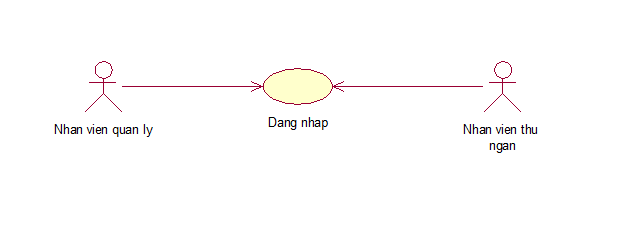 Nhan vien quan ly
Dang nhap
Nhan vien thu
ngan